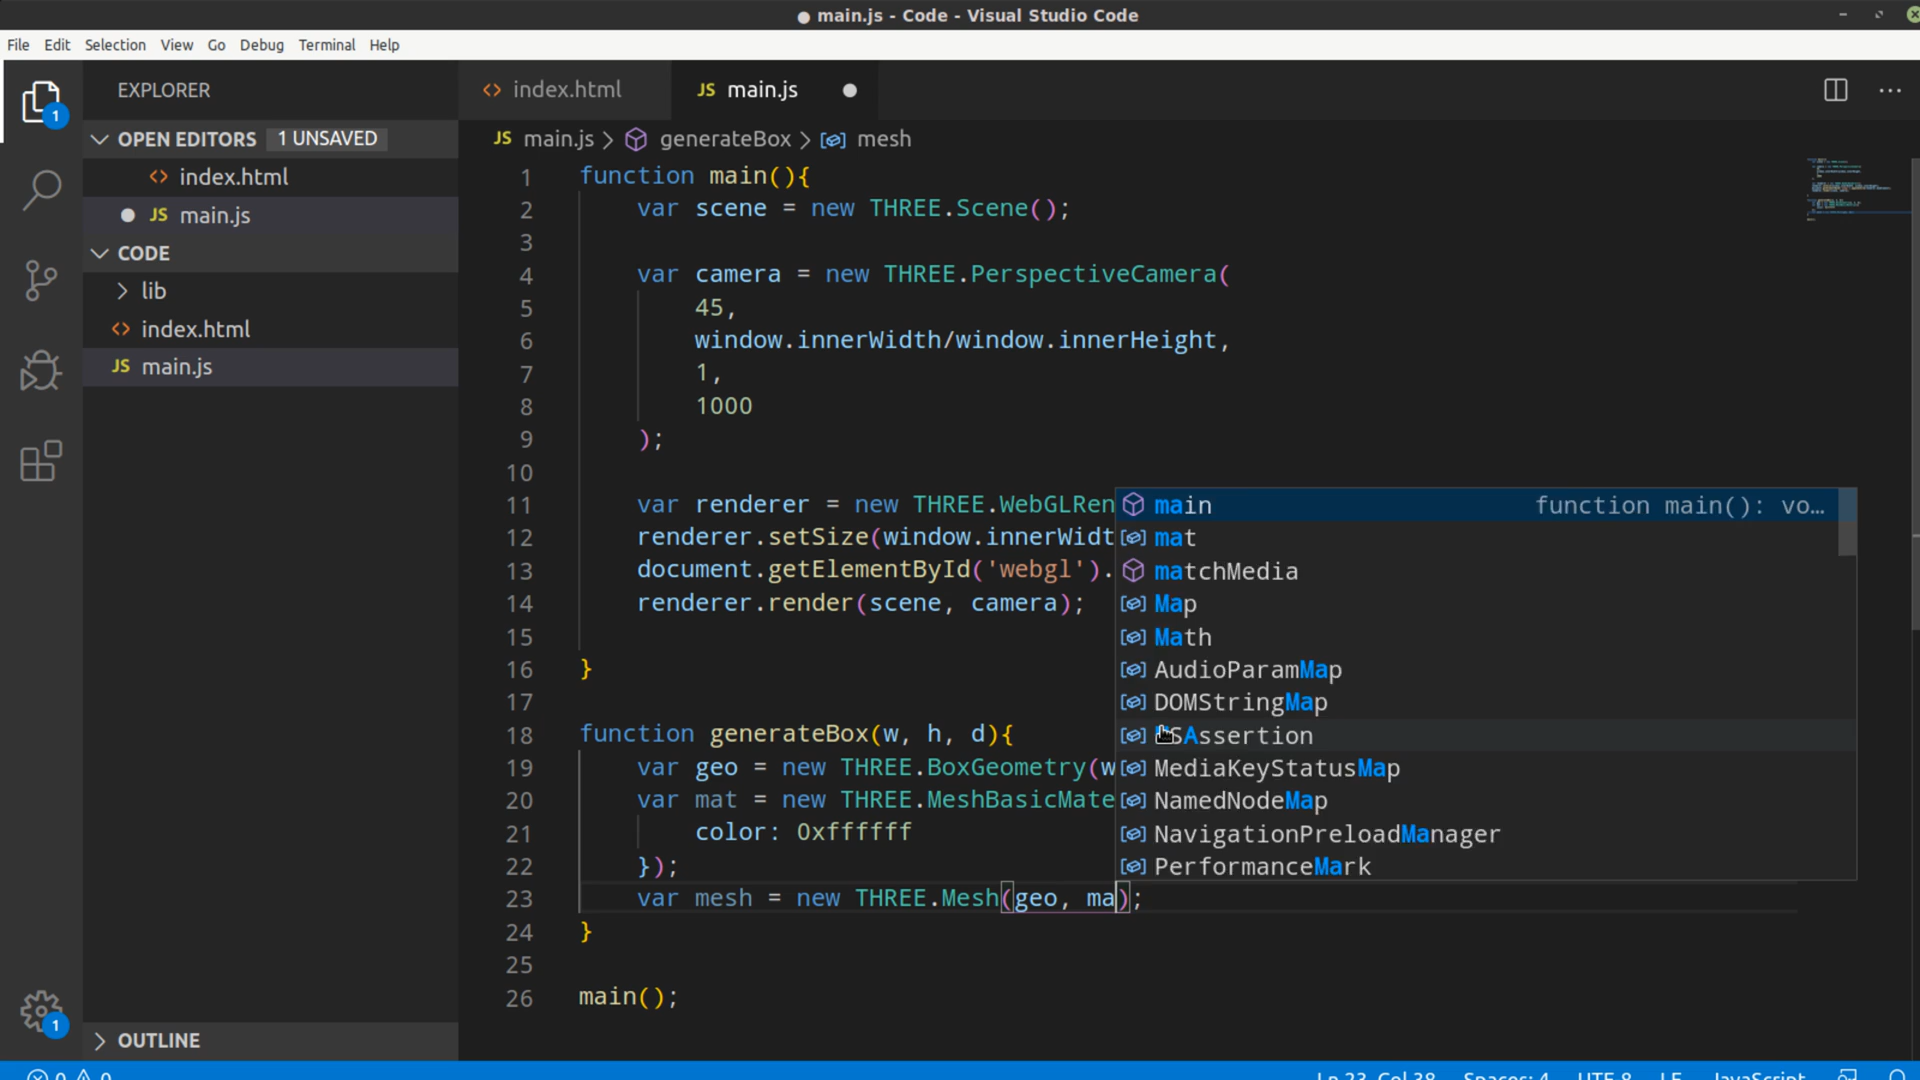 main.js - Code - Visual Studio Code
File Edit Selection View Go Debug Terminal Help
1
EXPLORER
OPEN EDITORS 1 UNSAVED
index.html
JS main.js
CODE
lib
index.html
JS main.js
OUTLINE
1
index.html JS main.js
JS main.js > generateBox > mesh
1 function main(){
2 var scene = new THREE.Scene();
3
4 var camera = new THREE.PerspectiveCamera(
5 45,
6 window.innerWidth/window.innerHeight,
7 1,
8 1000
9 );
10
11 var renderer = new THREE.WebGLRen
12 renderer.setSize(window.innerWidt
13 document.getElementById('webgl').
14 renderer.render(scene, camera);
15
16 }
17
18 function generateBox(w, h, d){
19 var geo = new THREE.BoxGeometry(w
20 var mat = new THREE.MeshBasicMate
21 color: 0xffffff
22 });
23 var mesh = new THREE.Mesh(geo, ma);
24 }
25
26 main();
main function main(): vo…
mat
matchMedia
Map
Math
AudioParamMap
DOMStringMap
SAssertion
MediaKeyStatusMap
NamedNodeMap
NavigationPreloadManager
PerformanceMark
0 0 Ln 23, Col 38 Spaces: 4 UTF-8 LF JavaScript